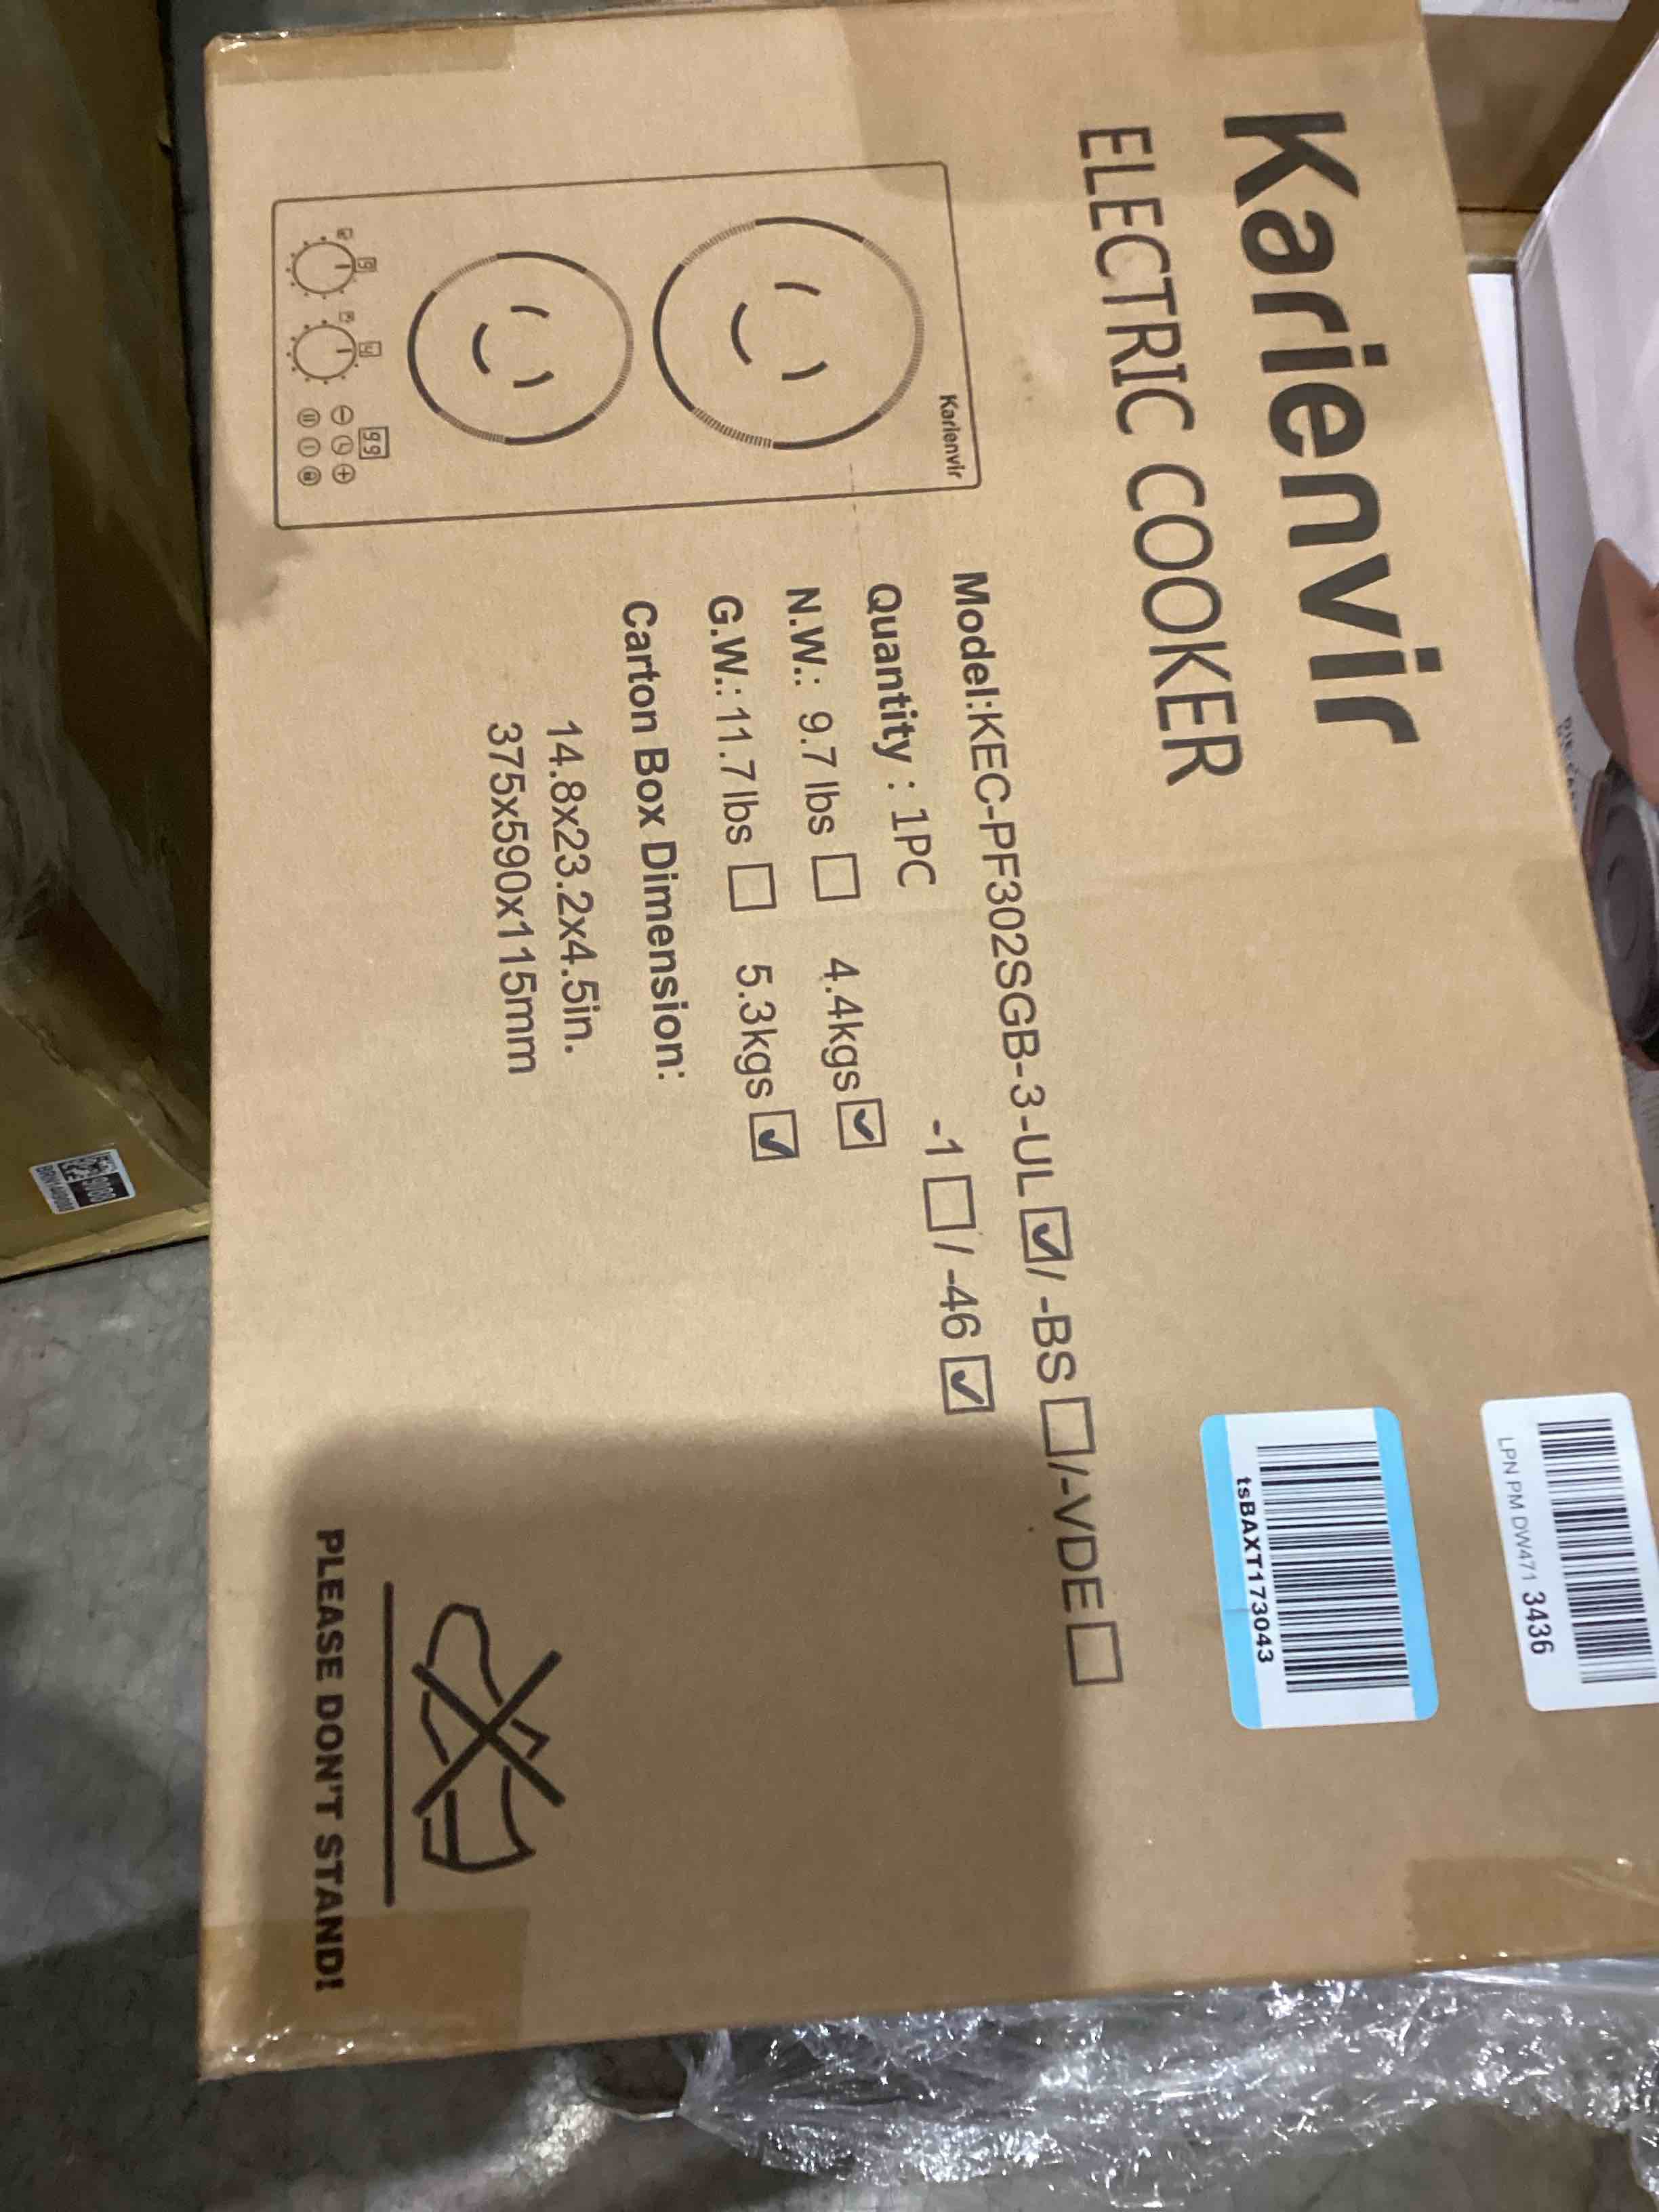 Karienvir
ELECTRIC COOKER
Karienvir
99
Model:KEC-PF302SGB-3-UL ☑/ -BS ☐/-VDE ☐
-1 ☐/ -46 ☑
Quantity : 1PC
N.W.: 9.7 lbs ☐ 4.4kgs ☑
G.W.: 11.7 lbs ☐ 5.3kgs ☑
Carton Box Dimension:
14.8x23.2x4.5in.
375x590x115mm
LPN PM DW471 3436
tsBAXT173043
PLEASE DON'T STAND!